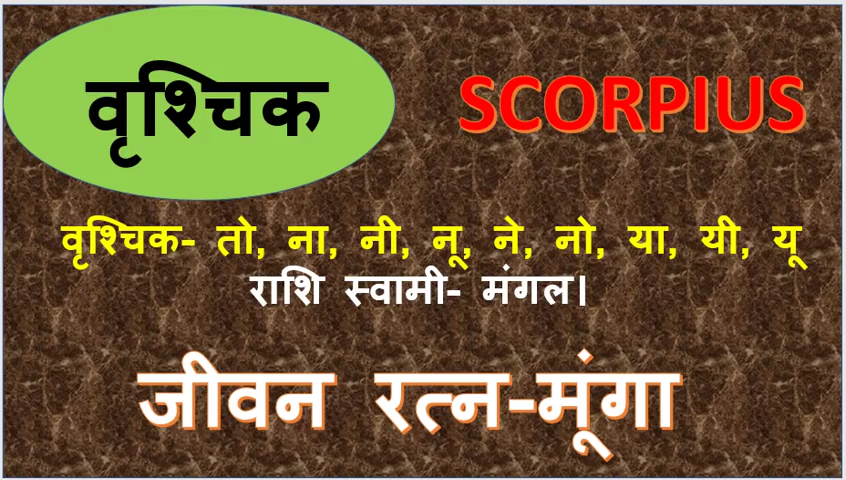 वृश्चिक
SCORPIUS
वृश्चिक- तो, ना, नी, नू, ने, नो, या, यी, यू
राशि स्वामी- मंगल।
जीवन रत्न-मूंगा